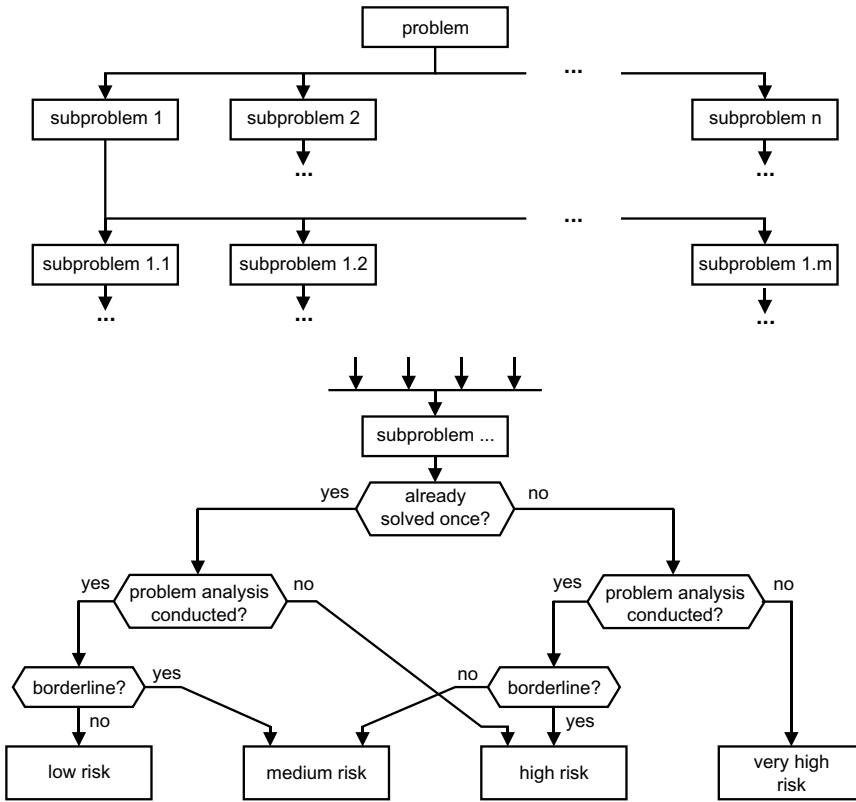 problem
...
subproblem 1
subproblem 2
subproblem n
...
...
...
subproblem 1.1
subproblem 1.2
subproblem 1.m
...
...
...
subproblem ...
yes
already
solved once?
no
yes
problem analysis
conducted?
no
yes
problem analysis
conducted?
no
borderline?
yes
no
borderline?
no
yes
low risk
medium risk
high risk
very high
risk